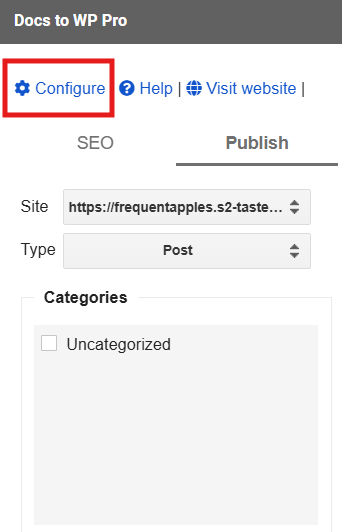 Docs to WP Pro
Configure Help | Visit website |
SEO Publish
Site https://frequentapples.s2-taste...
Type Post
Categories
Uncategorized